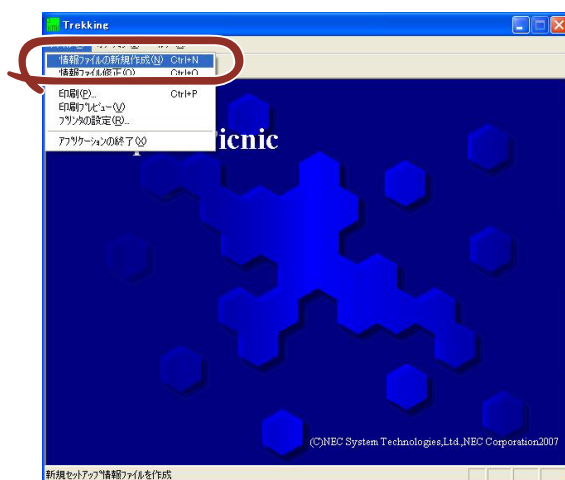 Trekking
情報ファイルの新規作成(N) Ctrl+N
情報ファイル修正(O) Ctrl+O
印刷(P)... Ctrl+P
印刷プレビュー(V)
プリンタの設定(R)...
アプリケーションの終了(X)
icnic
(C)NEC System Technologies,Ltd.,NEC Corporation2007
新規セットアップ情報ファイルを作成